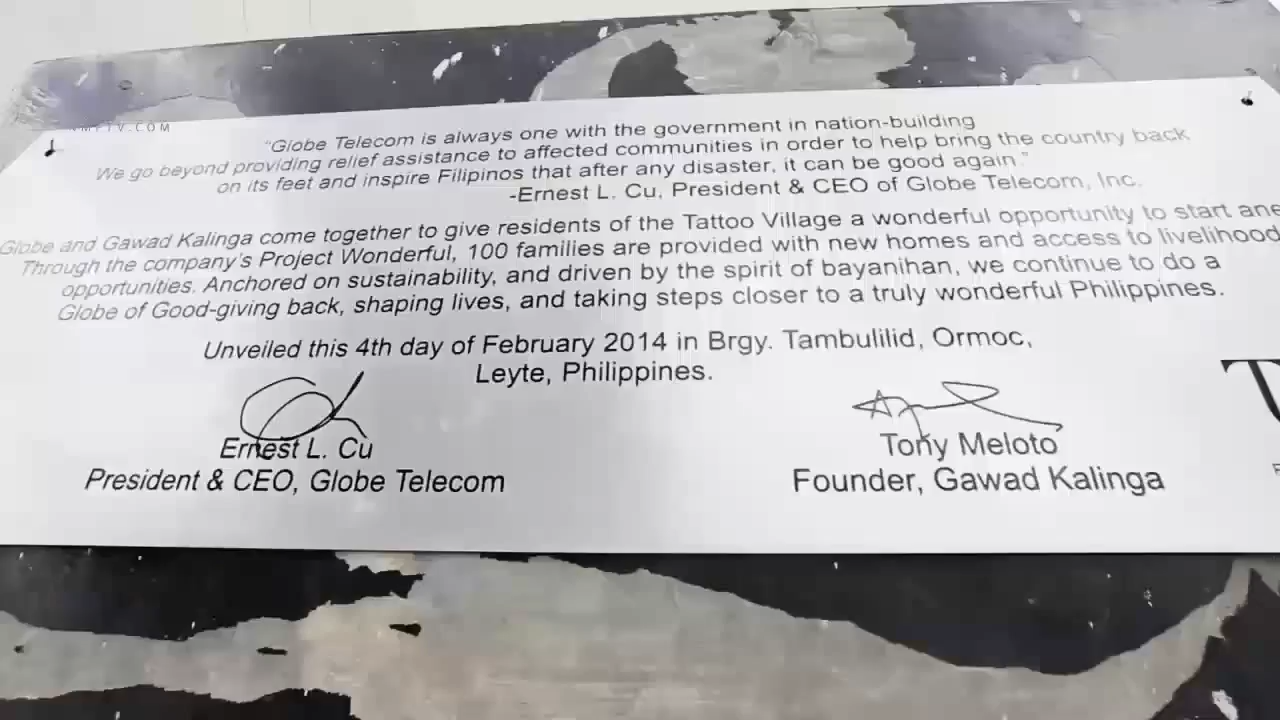 "Globe Telecom is always one with the government in nation-building
We go beyond providing relief assistance to affected communities in order to help bring the country back
on its feet and inspire Filipinos that after any disaster, it can be good again."
-Ernest L. Cu, President & CEO of Globe Telecom, Inc.
Globe and Gawad Kalinga come together to give residents of the Tattoo Village a wonderful opportunity to start
Through the company's Project Wonderful, 100 families are provided with new homes and access to livelihood
opportunities. Anchored on sustainability, and driven by the spirit of bayanihan, we continue to do a
Globe of Good-giving back, shaping lives, and taking steps closer to a truly wonderful Philippines.
Unveiled this 4th day of February 2014 in Brgy. Tambulilid, Ormoc,
Leyte, Philippines.
Ernest L. Cu
President & CEO, Globe Telecom
Tony Meloto
Founder, Gawad Kalinga